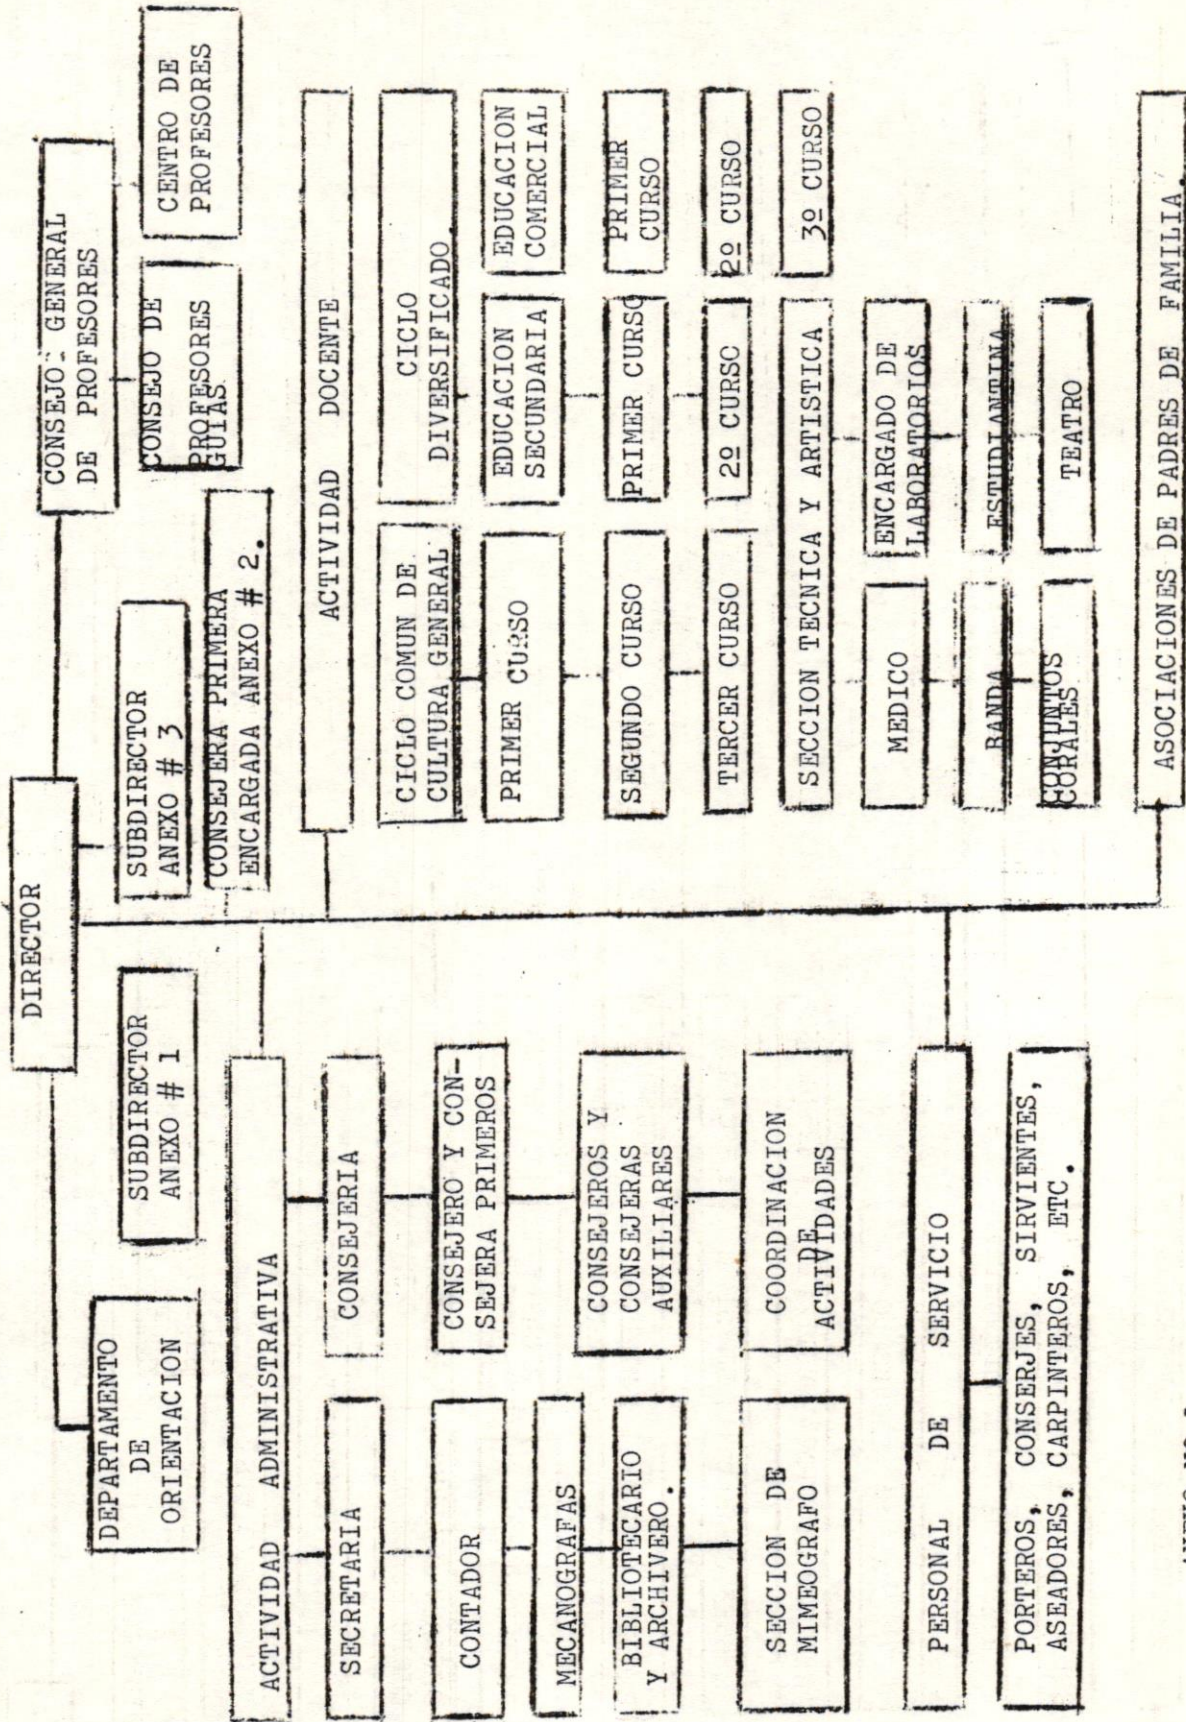 DIRECTOR
CONSEJO GENERAL
DE PROFESORES
DEPARTAMENTO
DE
ORIENTACION
SUBDIRECTOR
ANEXO # 1
SUBDIRECTOR
ANEXO # 3
CONSEJO DE
PROFESORES
GUIAS
CENTRO DE
PROFESORES
CONSEJERA PRIMERA
ENCARGADA ANEXO # 2.
ACTIVIDAD ADMINISTRATIVA
SECRETARIA
CONTADOR
MECANOGRAFAS
BIBLIOTECARIO
Y ARCHIVERO.
SECCION DE
MIMEOGRAFO
CONSEJERIA
CONSEJERO Y CON-
SEJERA PRIMEROS
CONSEJEROS Y
CONSEJERAS
AUXILIARES
COORDINACION
DE
ACTIVIDADES
PERSONAL DE SERVICIO
PORTEROS, CONSERJES, SIRVIENTES,
ASEADORES, CARPINTEROS, ETC.
ACTIVIDAD DOCENTE
CICLO COMUN DE
CULTURA GENERAL
PRIMER CURSO
SEGUNDO CURSO
TERCER CURSO
CICLO
DIVERSIFICADO.
EDUCACION
SECUNDARIA
PRIMER CURSO
2º CURSO
EDUCACION
COMERCIAL
PRIMER
CURSO
2º CURSO
3º CURSO
SECCION TECNICA Y ARTISTICA
MEDICO
BANDA
CONJUNTOS
CORALES
ENCARGADO DE
LABORATORIOS
ESTUDIANTINA
TEATRO
ASOCIACIONES DE PADRES DE FAMILIA.